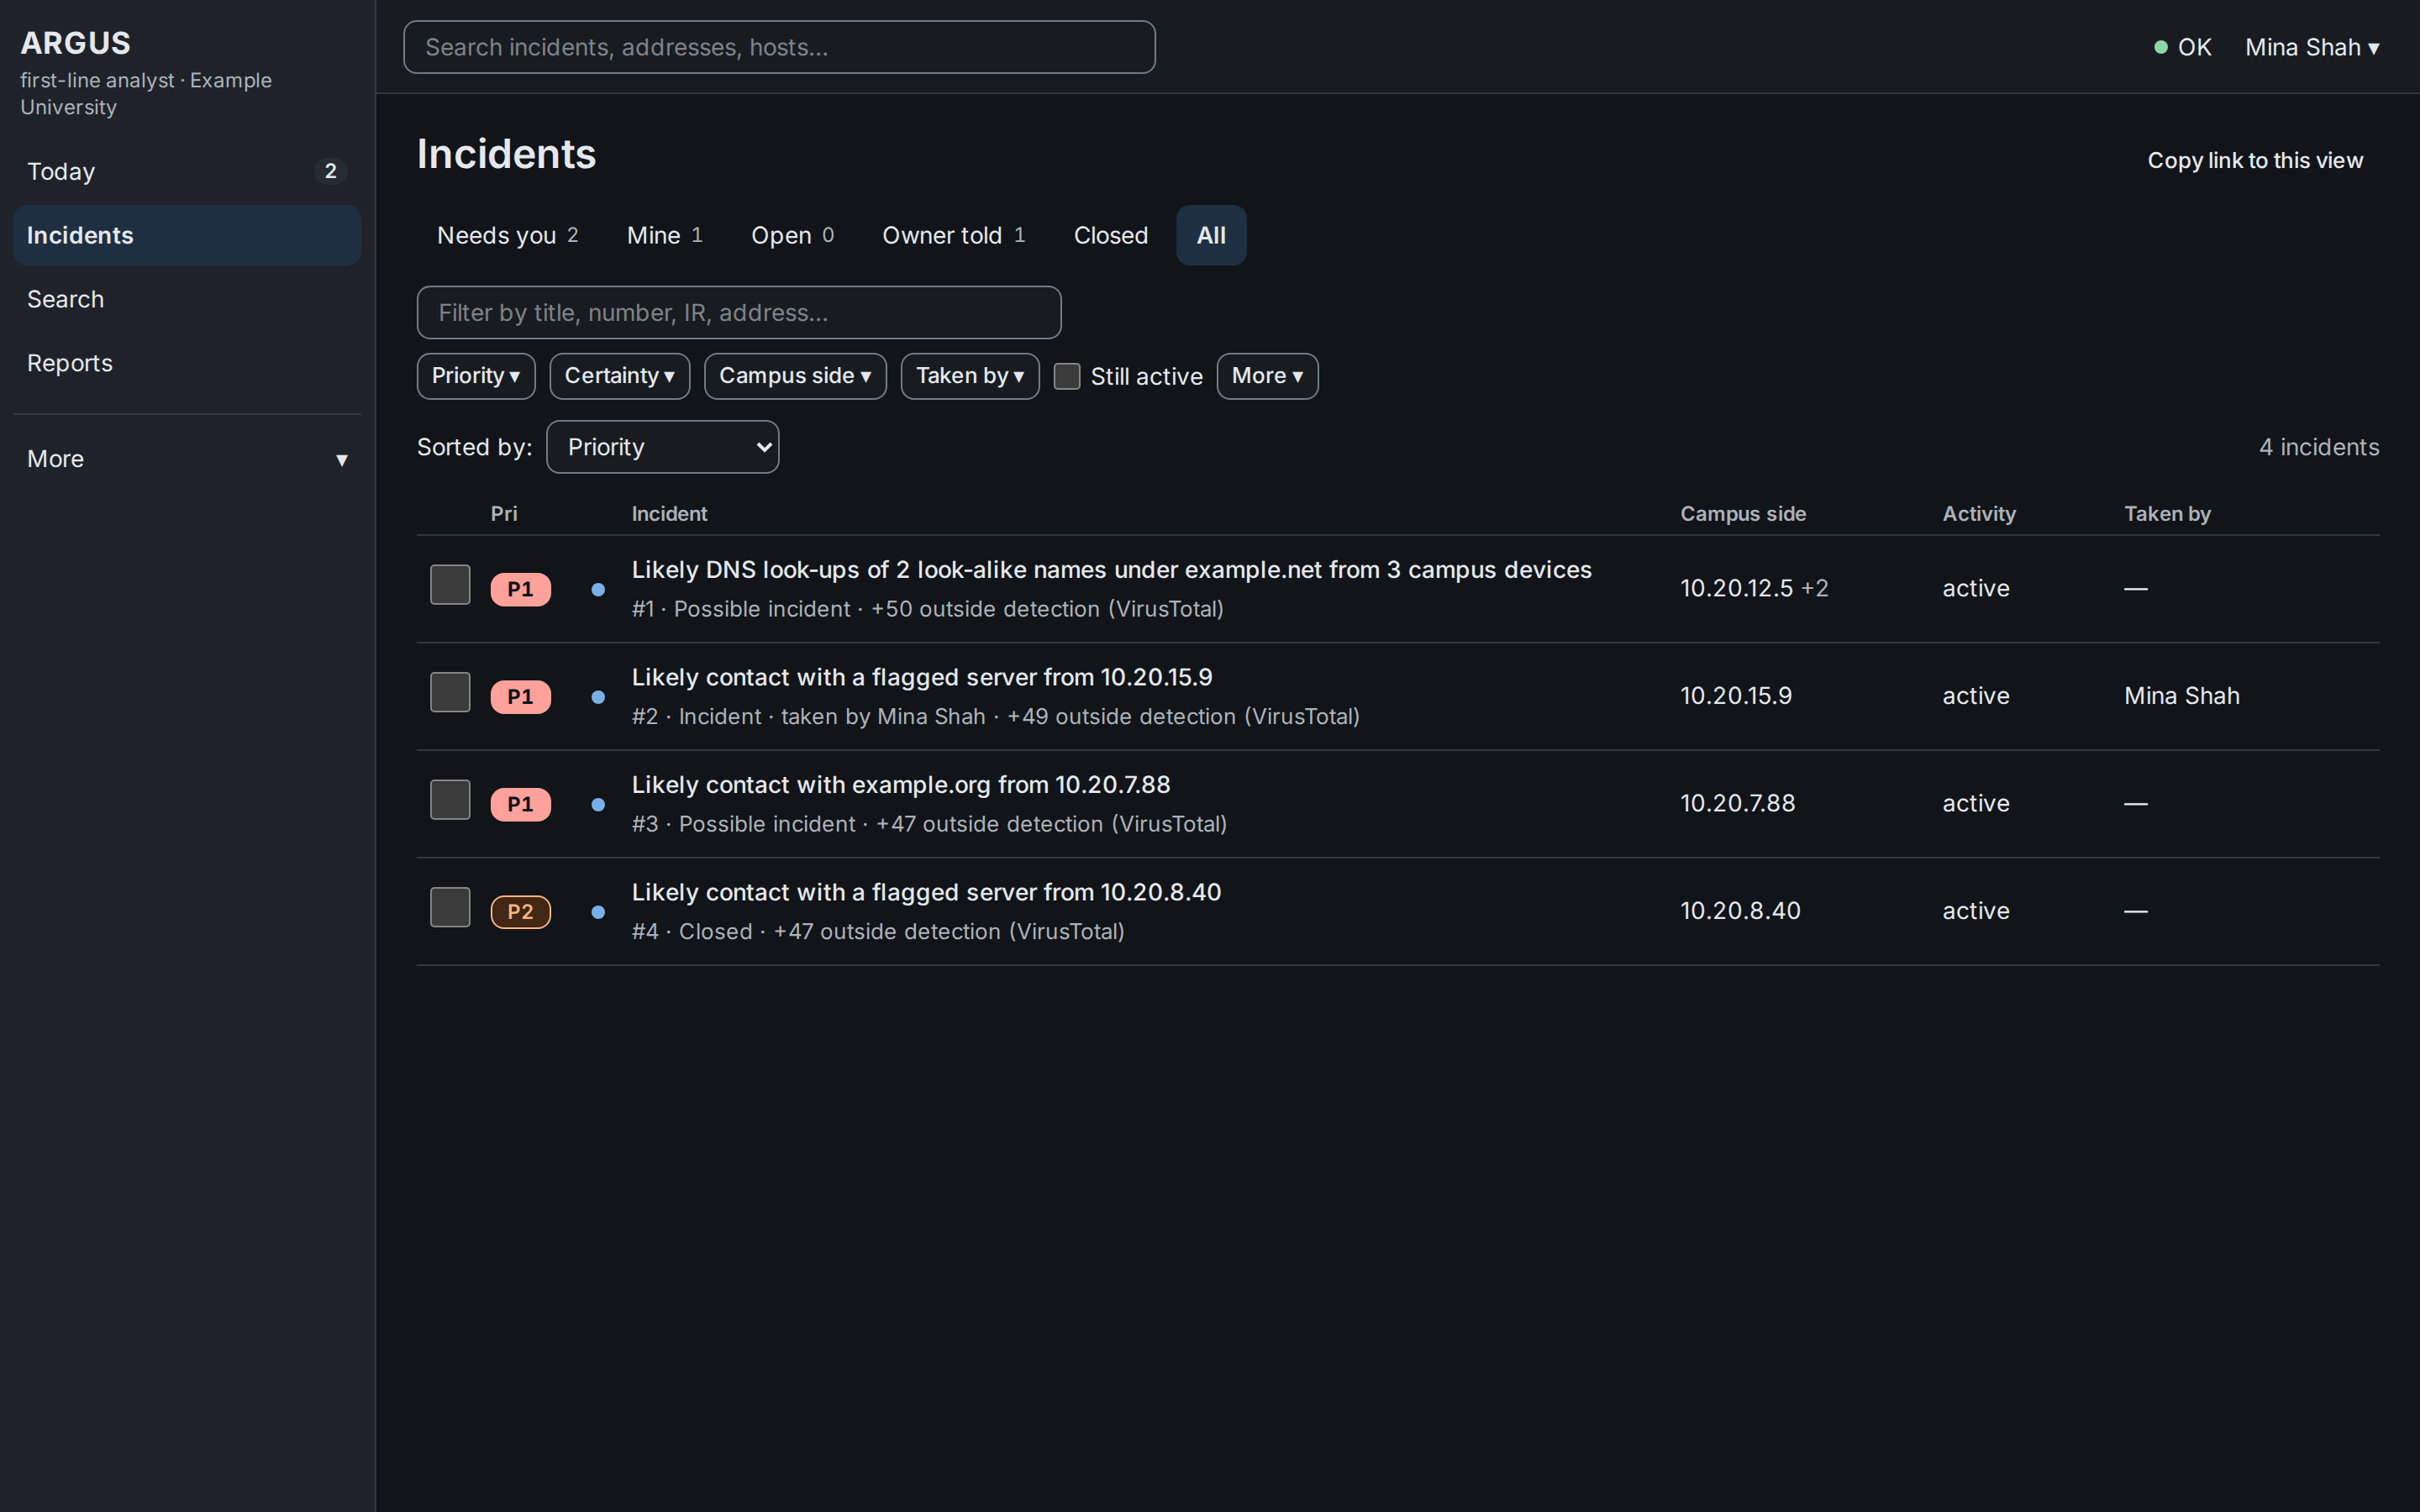 ARGUS
first-line analyst · Example
University
Today 2
Incidents
Search
Reports
More ▾
Search incidents, addresses, hosts...
OK Mina Shah ▾
Incidents
Copy link to this view
Needs you 2 Mine 1 Open 0 Owner told 1 Closed All
Filter by title, number, IR, address...
Priority ▾ Certainty ▾ Campus side ▾ Taken by ▾ Still active More ▾
Sorted by: Priority 4 incidents
Pri Incident Campus side Activity Taken by
P1 Likely DNS look-ups of 2 look-alike names under example.net from 3 campus devices 10.20.12.5 +2 active —
#1 · Possible incident · +50 outside detection (VirusTotal)
P1 Likely contact with a flagged server from 10.20.15.9 10.20.15.9 active Mina Shah
#2 · Incident · taken by Mina Shah · +49 outside detection (VirusTotal)
P1 Likely contact with example.org from 10.20.7.88 10.20.7.88 active —
#3 · Possible incident · +47 outside detection (VirusTotal)
P2 Likely contact with a flagged server from 10.20.8.40 10.20.8.40 active —
#4 · Closed · +47 outside detection (VirusTotal)